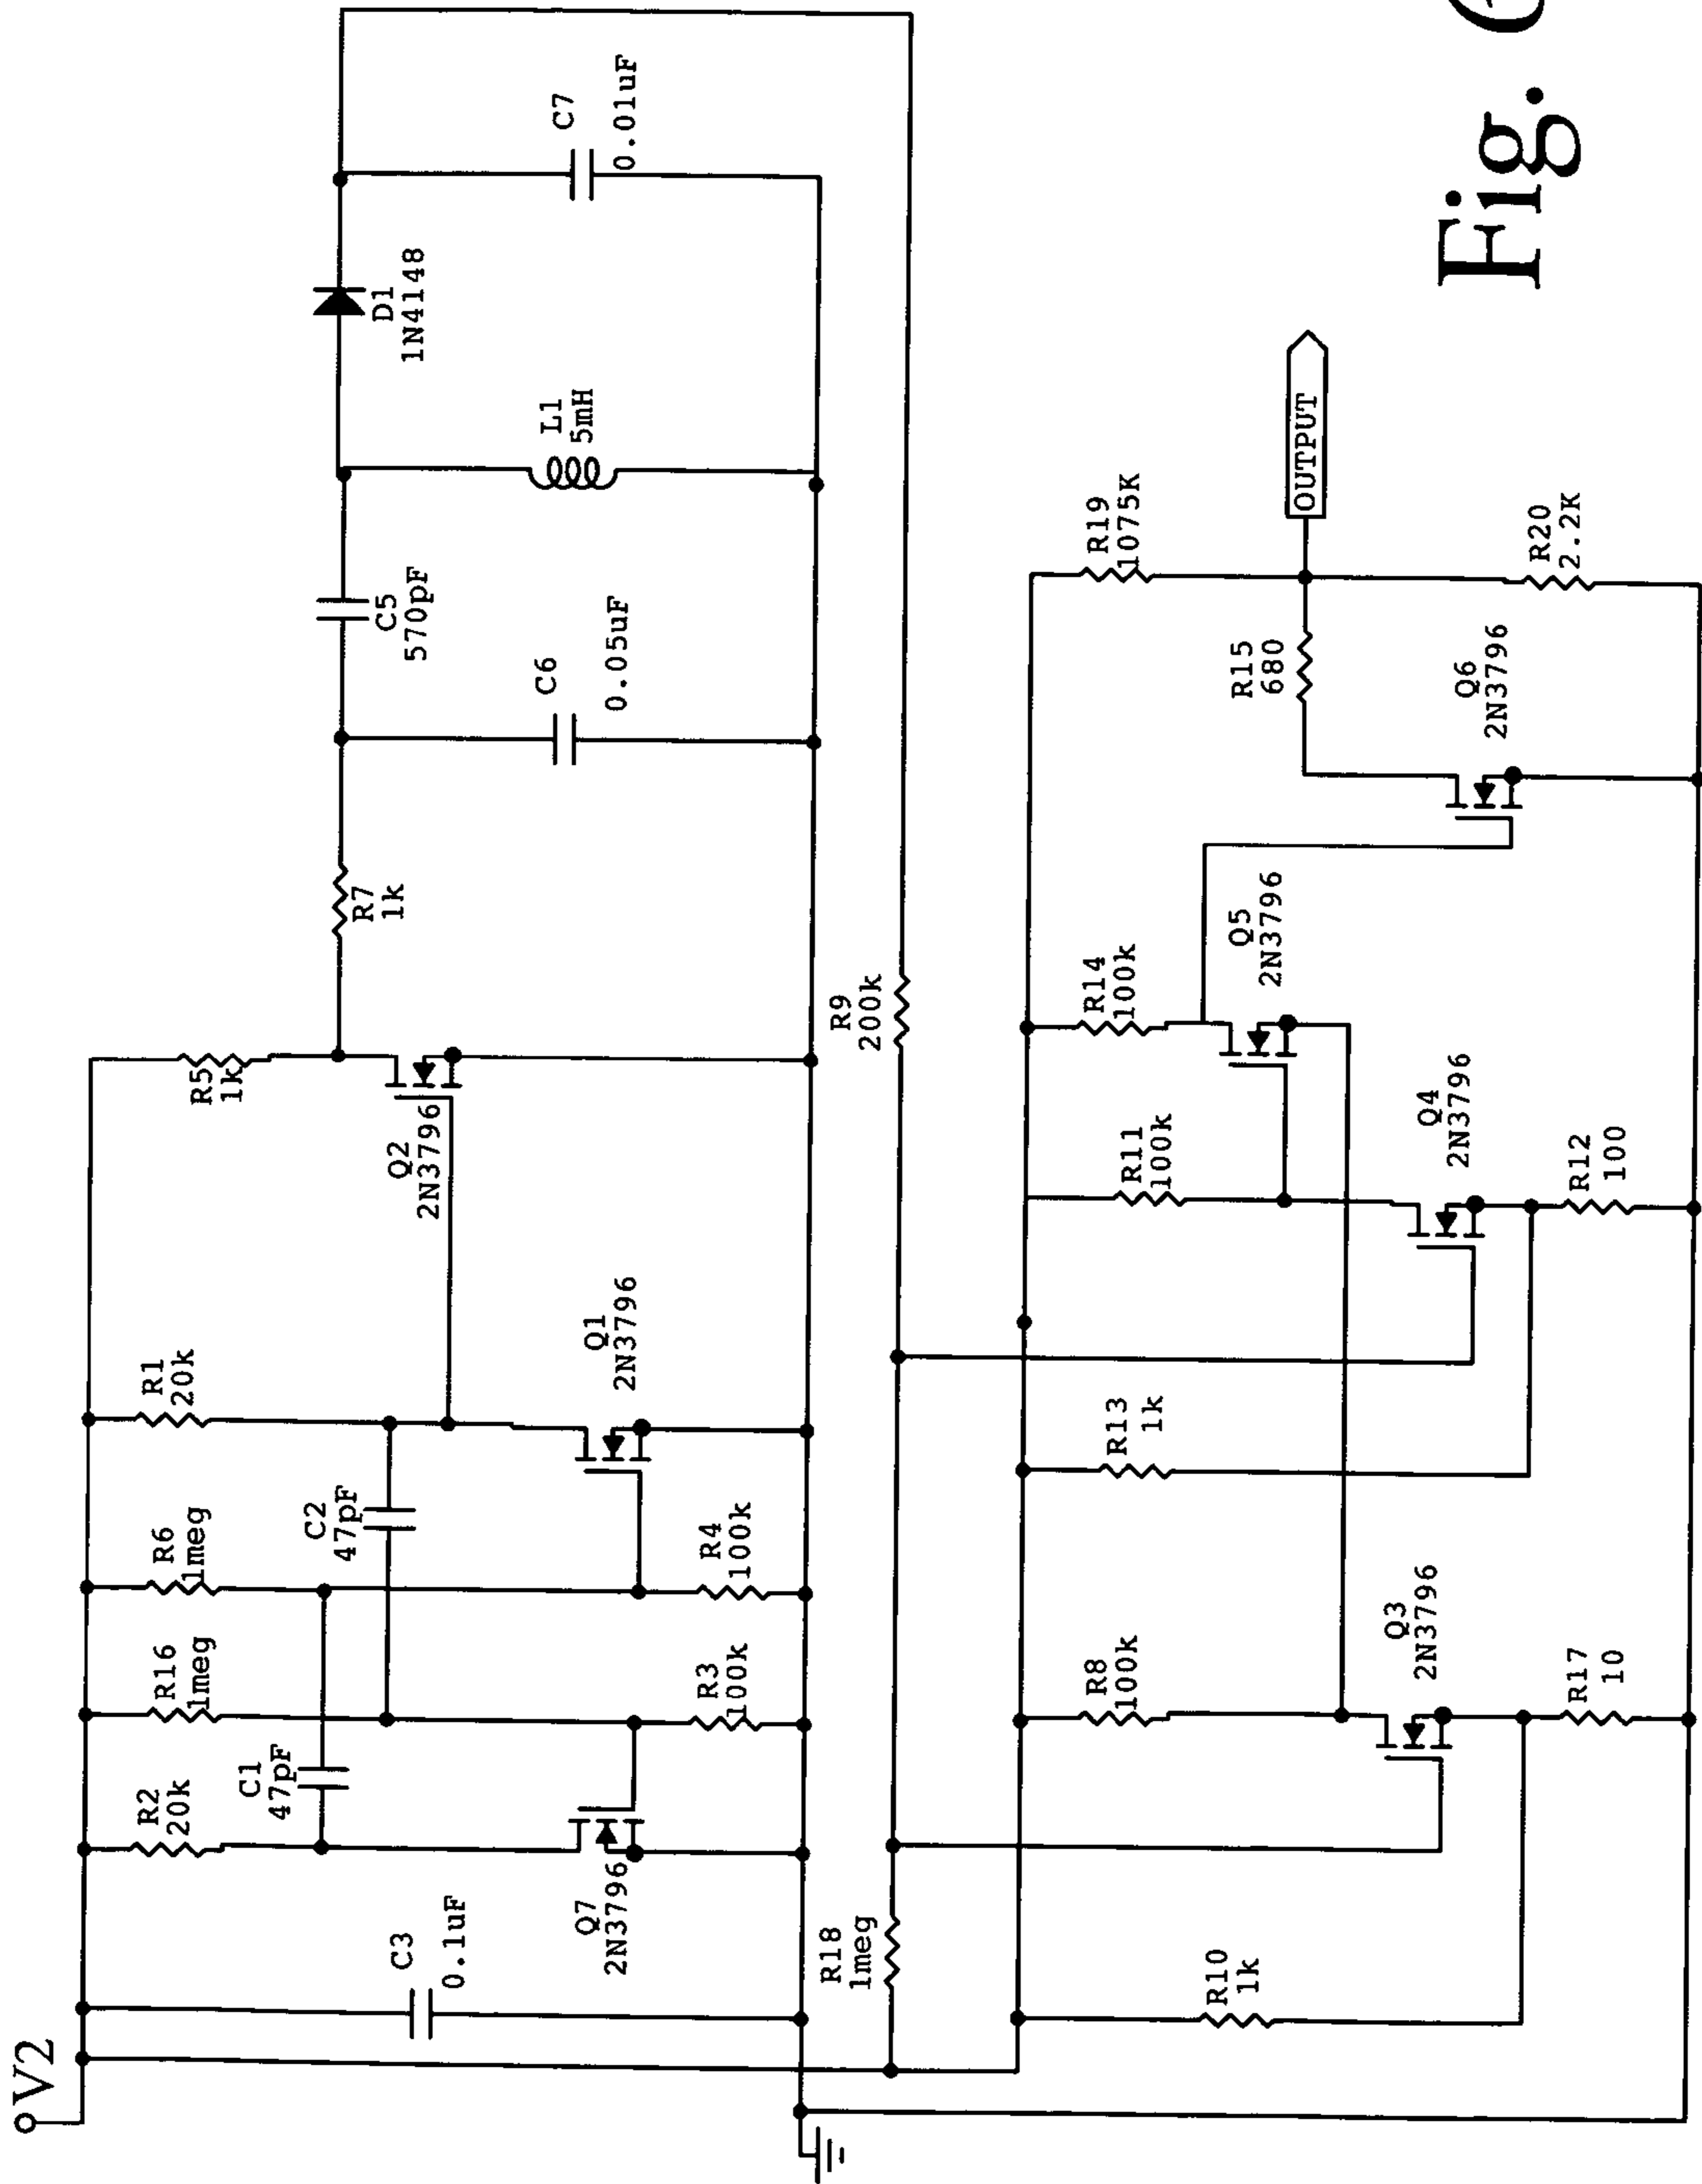 V2
C3
0.1uF
R2
20k
C1
47pF
Q7
2N3796
R16
1meg
R3
100k
R6
1meg
C2
47pF
R4
100k
R1
20k
Q1
2N3796
Q2
2N3796
R5
1k
R7
1k
C6
0.05uF
C5
570pF
L1
5mH
D1
1N4148
C7
0.01uF
R18
1meg
R9
200k
R10
1k
R8
100k
Q3
2N3796
R17
10
R13
1k
R11
100k
Q4
2N3796
R12
100
R14
100k
Q5
2N3796
R15
680
Q6
2N3796
R19
1075K
R20
2.2K
OUTPUT
Fig.